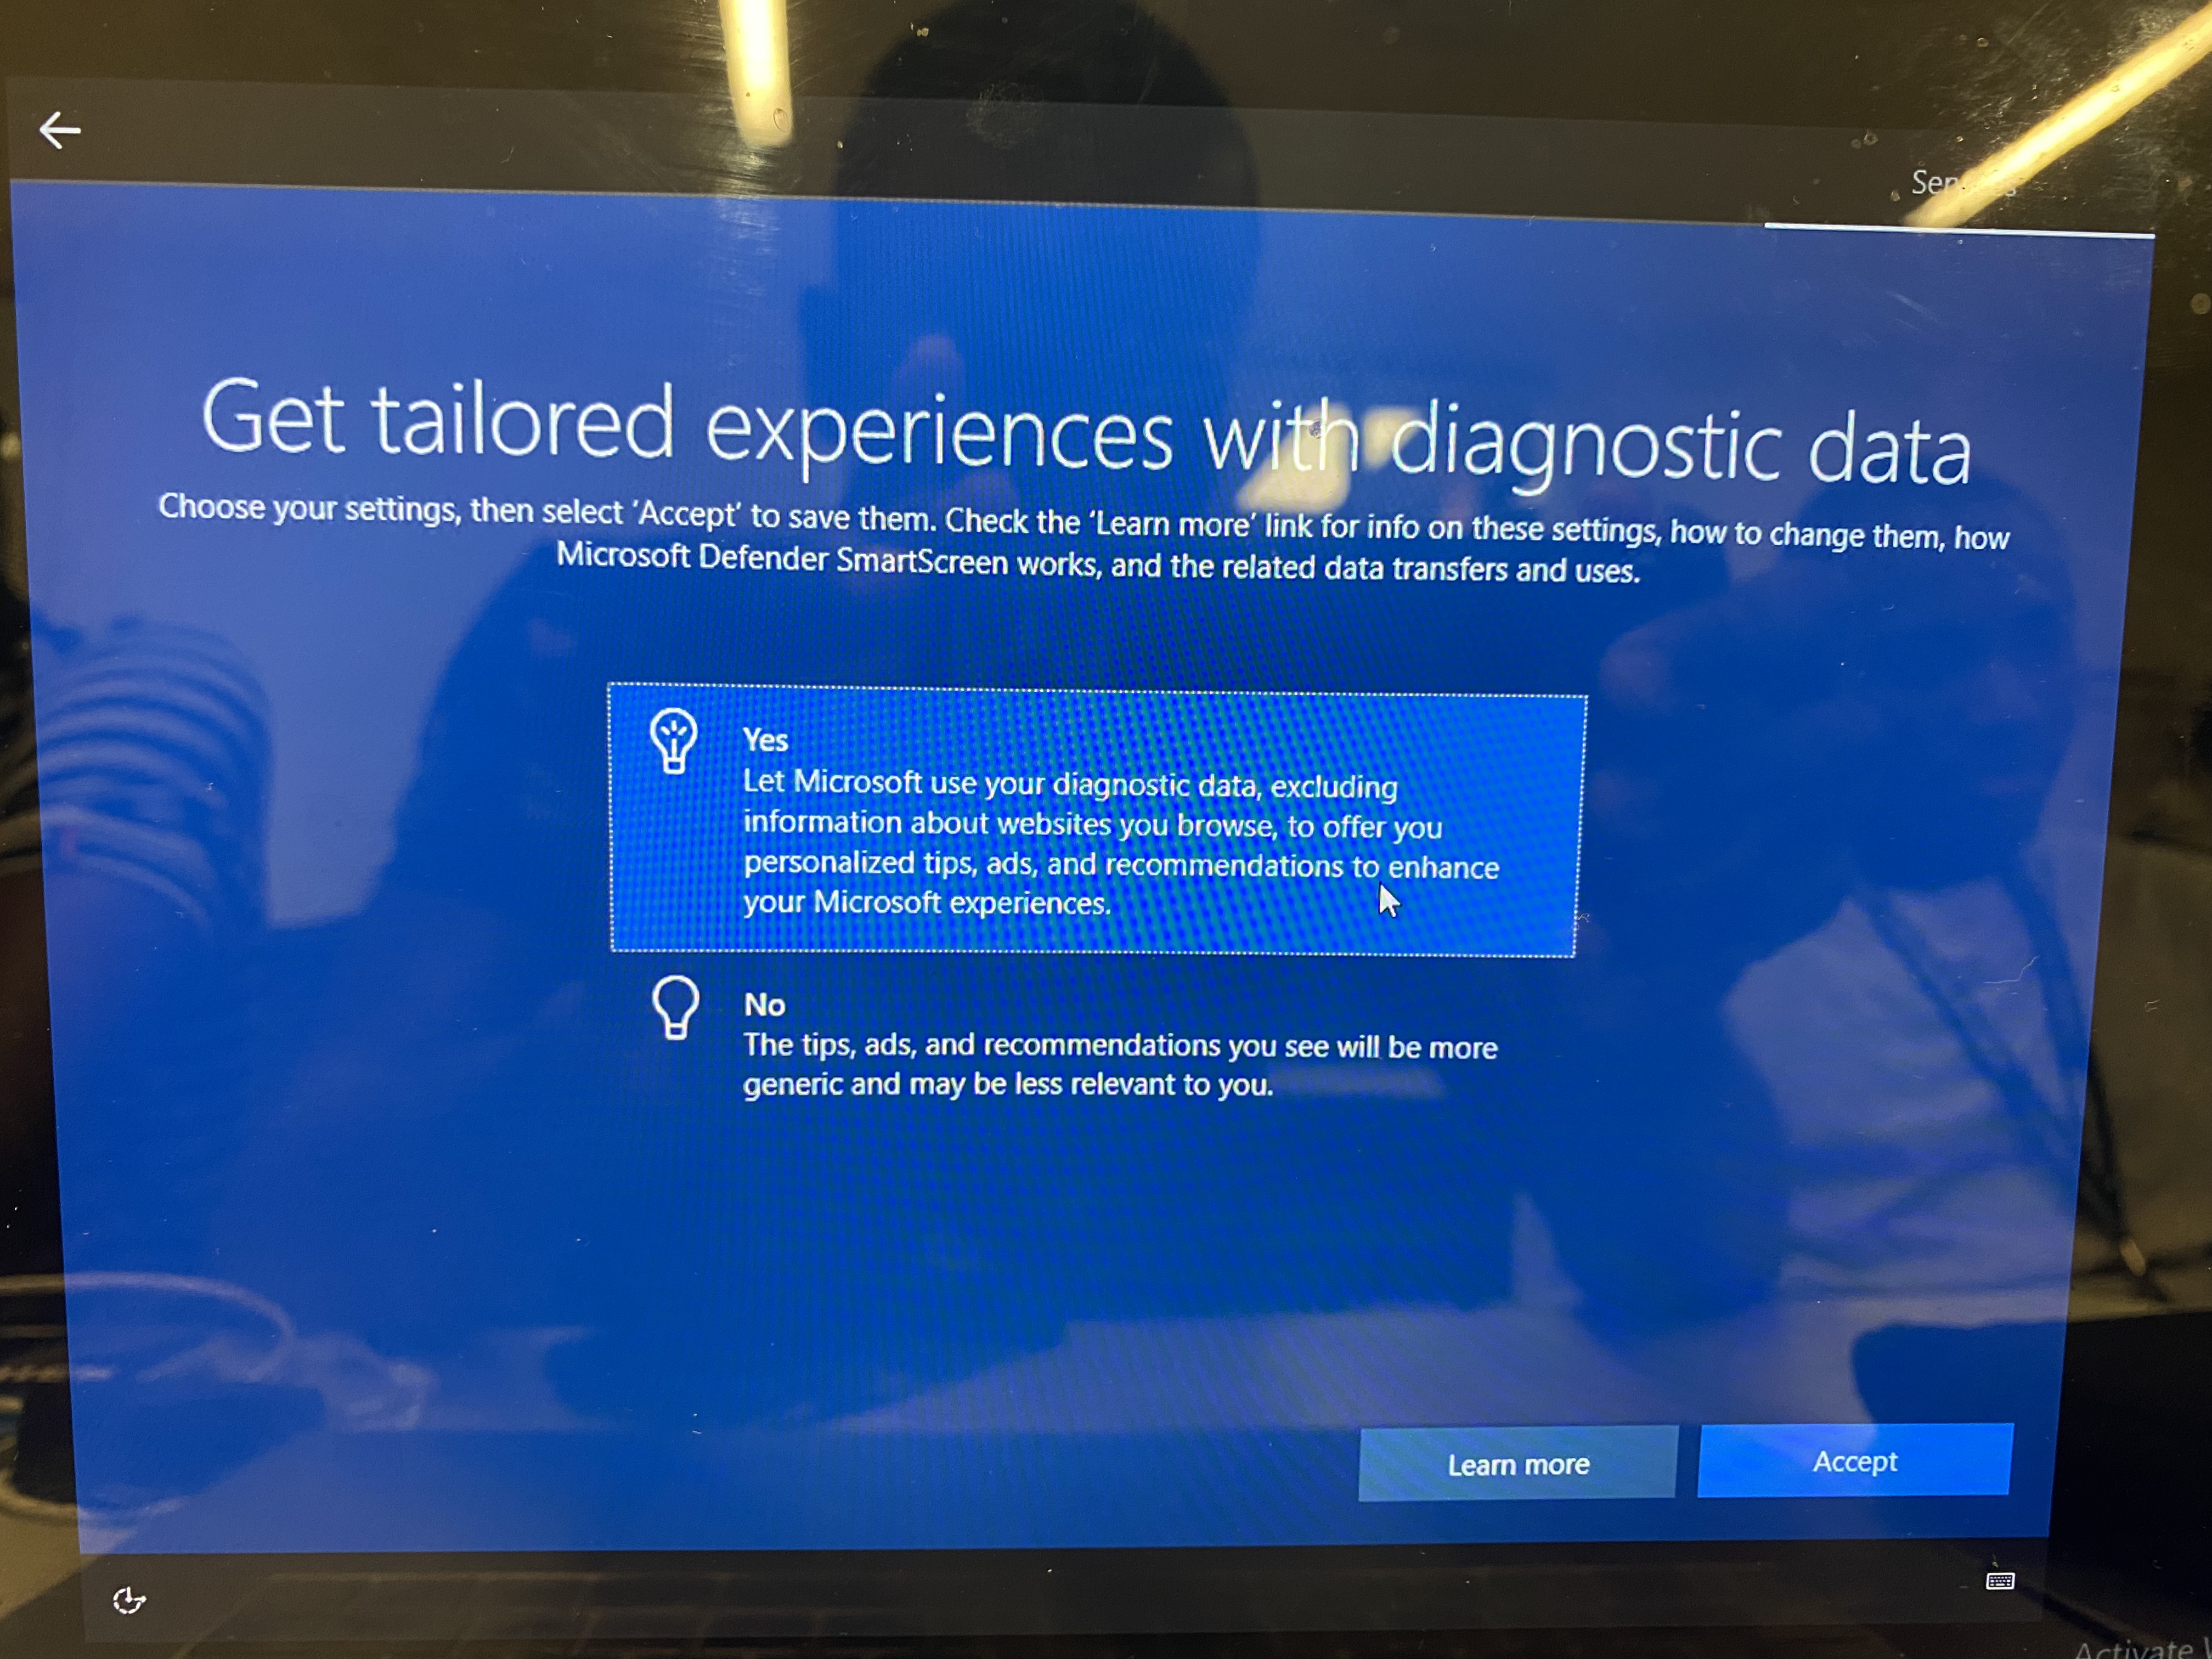 Get tailored experiences with diagnostic data
Choose your settings, then select 'Accept' to save them. Check the 'Learn more' link for info on these settings, how to change them, how
Microsoft Defender SmartScreen works, and the related data transfers and uses.
Yes
Let Microsoft use your diagnostic data, excluding
information about websites you browse, to offer you
personalized tips, ads, and recommendations to enhance
your Microsoft experiences.
No
The tips, ads, and recommendations you see will be more
generic and may be less relevant to you.
Learn more
Accept
Activate